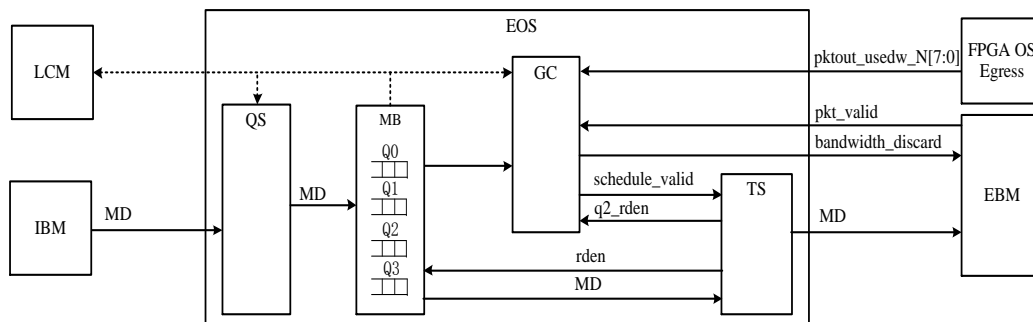 EOS
LCM
GC
pktout_usedw_N[7:0]
FPGA OS
Egress
QS
MB
pkt_valid
Q0
bandwidth_discard
Q1
schedule_valid
TS
IBM
MD
MD
q2_rden
MD
EBM
Q2
rden
Q3
MD